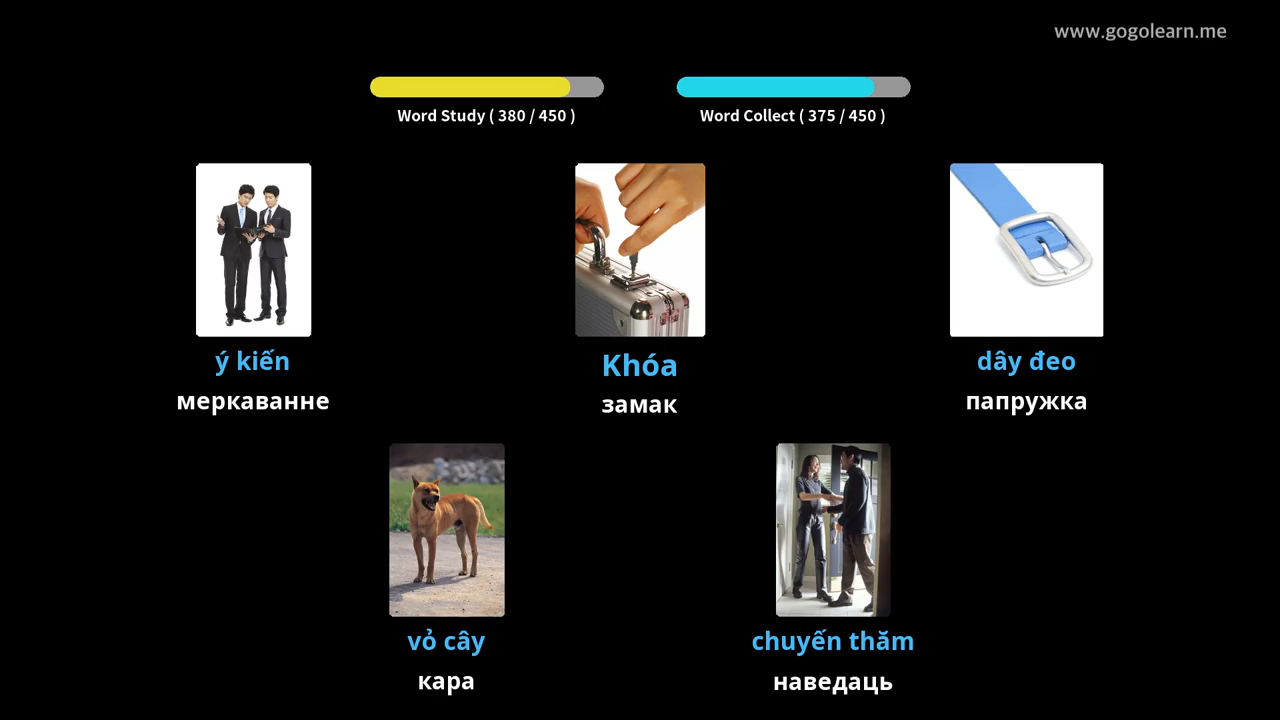 www.gogolearn.me
Word Study ( 380 / 450 )
Word Collect ( 375 / 450 )
ý kiến
меркаванне
Khóa
замак
dây đeo
папружка
vỏ cây
кара
chuyến thăm
наведаць